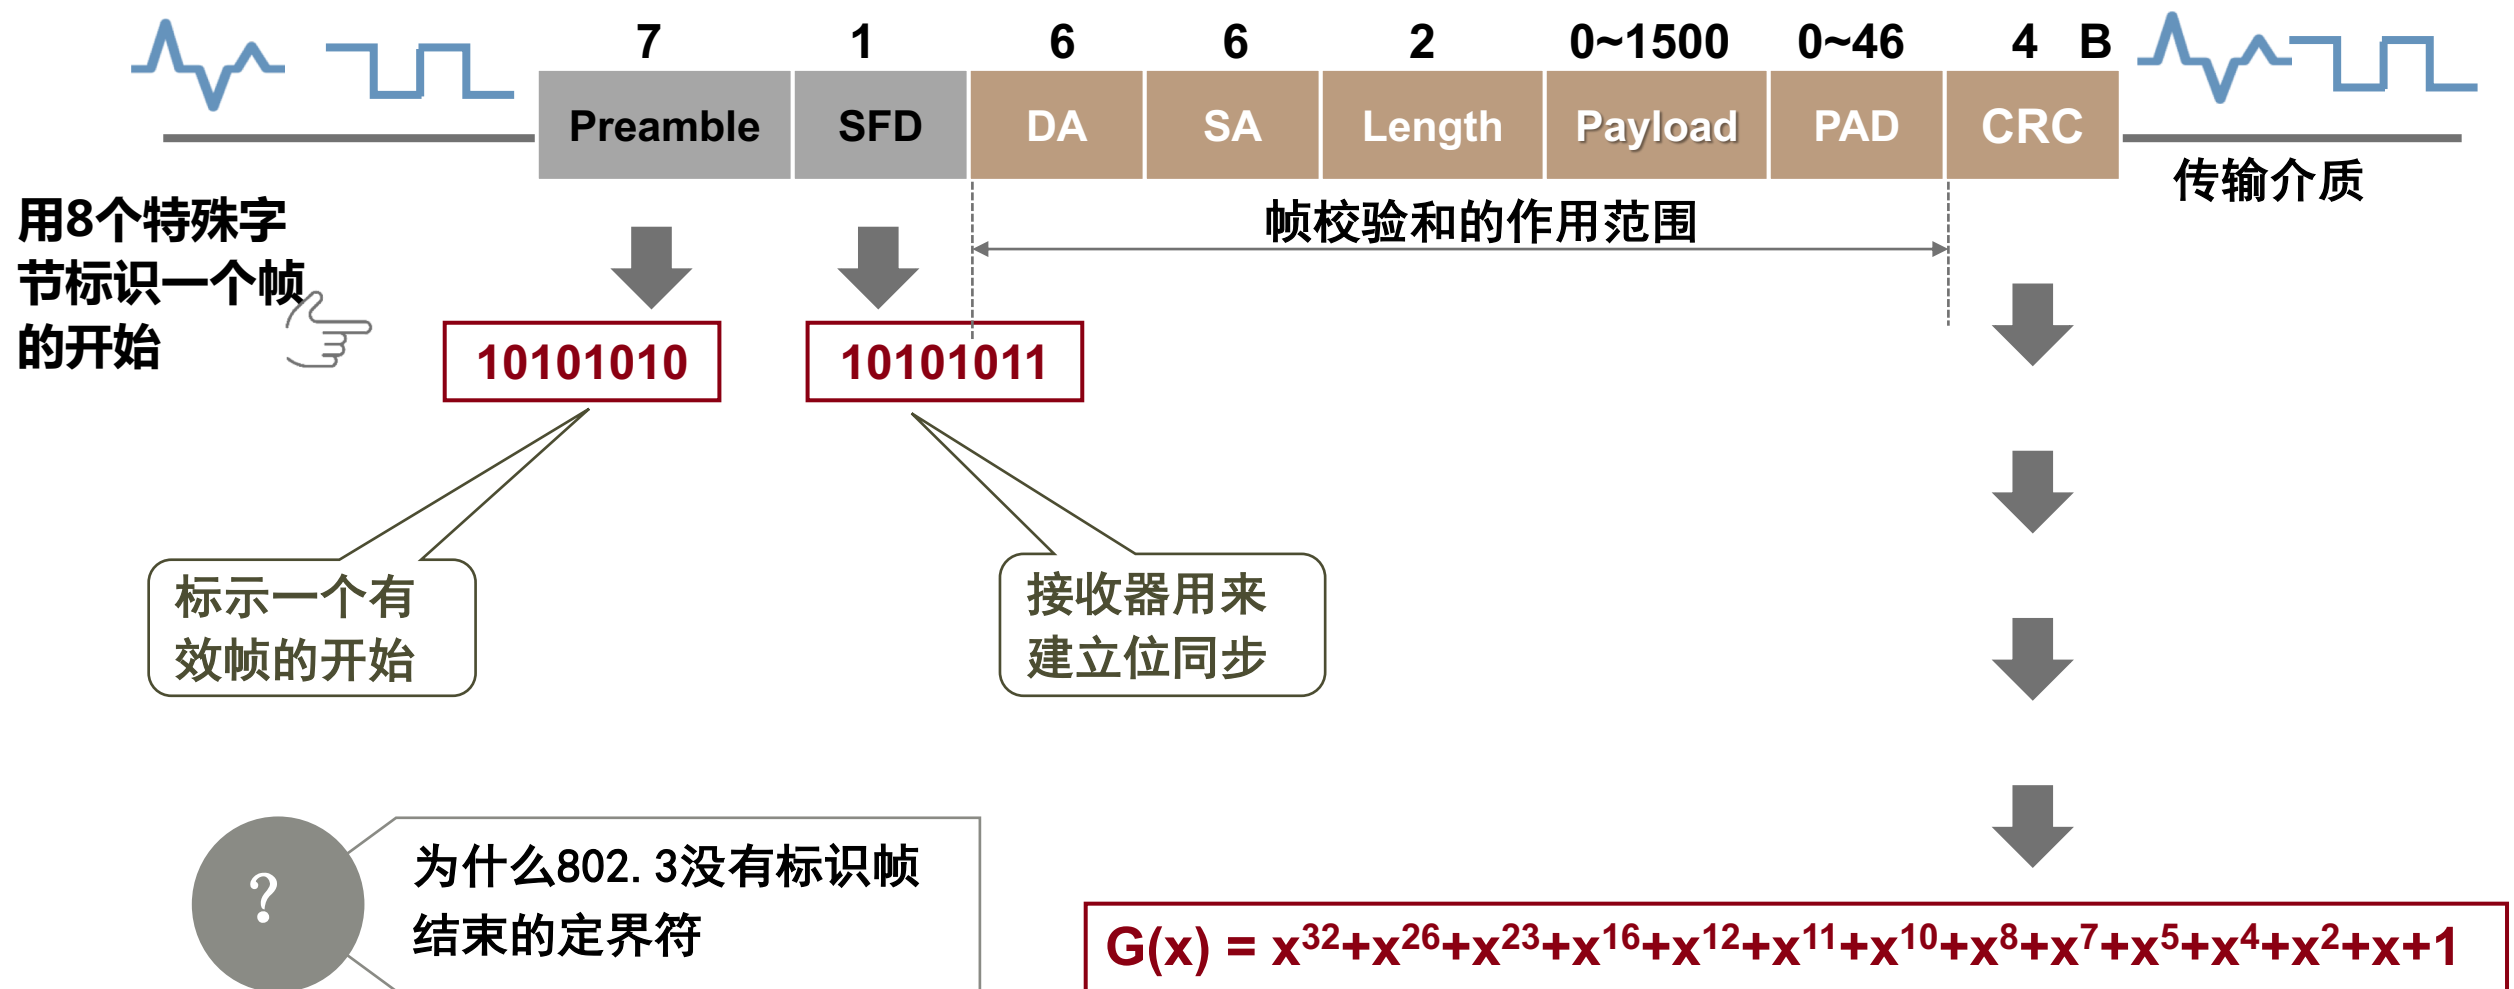 7 1 6 6 2 0~1500 0~46 4 B
Preamble SFD DA SA Length Payload PAD CRC
传输介质
用8个特殊字
节标识一个帧
的开始
帧校验和的作用范围
10101010 10101011
标示一个有
效帧的开始
接收器用来
建立位同步
?
为什么802.3没有标识帧
结束的定界符
G(x) = x³²+x²⁶+x²³+x¹⁶+x¹²+x¹¹+x¹⁰+x⁸+x⁷+x⁵+x⁴+x²+x+1